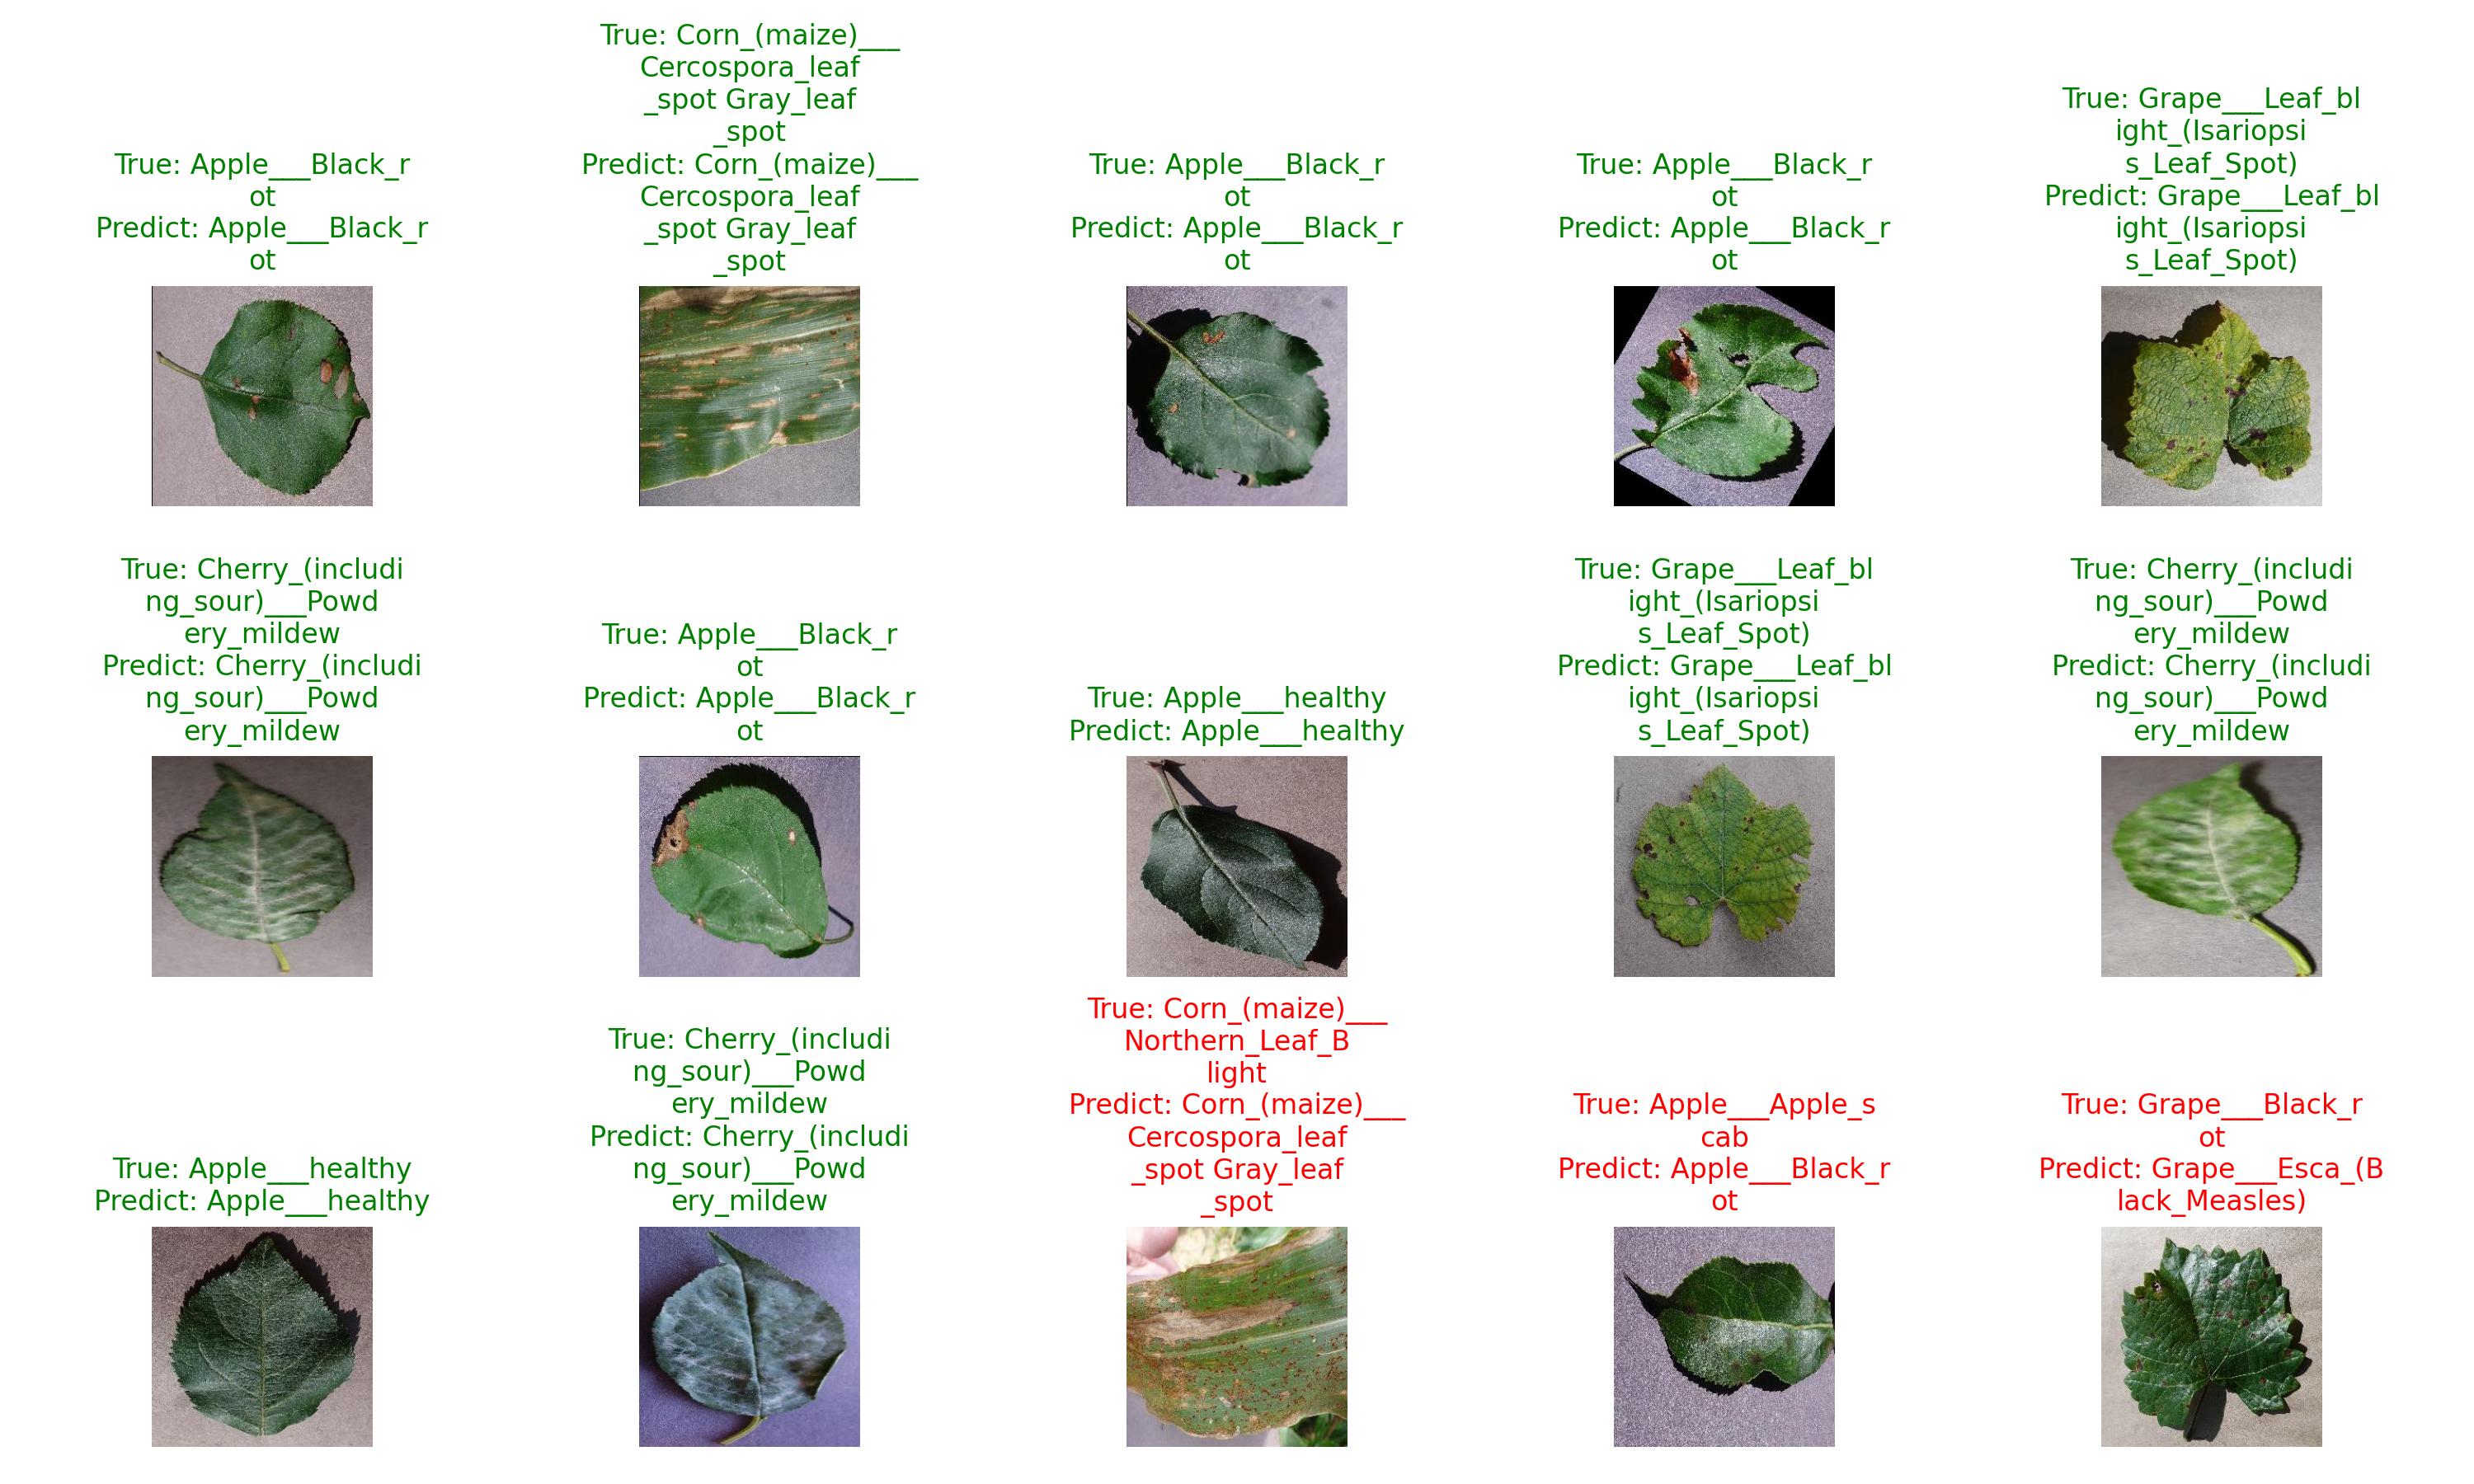 True: Apple___Black_r
ot
Predict: Apple___Black_r
ot
True: Corn_(maize)___
Cercospora_leaf
_spot Gray_leaf
_spot
Predict: Corn_(maize)___
Cercospora_leaf
_spot Gray_leaf
_spot
True: Apple___Black_r
ot
Predict: Apple___Black_r
ot
True: Apple___Black_r
ot
Predict: Apple___Black_r
ot
True: Grape___Leaf_bl
ight_(Isariopsi
s_Leaf_Spot)
Predict: Grape___Leaf_bl
ight_(Isariopsi
s_Leaf_Spot)
True: Cherry_(includi
ng_sour)___Powd
ery_mildew
Predict: Cherry_(includi
ng_sour)___Powd
ery_mildew
True: Apple___Black_r
ot
Predict: Apple___Black_r
ot
True: Apple___healthy
Predict: Apple___healthy
True: Grape___Leaf_bl
ight_(Isariopsi
s_Leaf_Spot)
Predict: Grape___Leaf_bl
ight_(Isariopsi
s_Leaf_Spot)
True: Cherry_(includi
ng_sour)___Powd
ery_mildew
Predict: Cherry_(includi
ng_sour)___Powd
ery_mildew
True: Apple___healthy
Predict: Apple___healthy
True: Cherry_(includi
ng_sour)___Powd
ery_mildew
Predict: Cherry_(includi
ng_sour)___Powd
ery_mildew
True: Corn_(maize)___
Northern_Leaf_B
light
Predict: Corn_(maize)___
Cercospora_leaf
_spot Gray_leaf
_spot
True: Apple___Apple_s
cab
Predict: Apple___Black_r
ot
True: Grape___Black_r
ot
Predict: Grape___Esca_(B
lack_Measles)